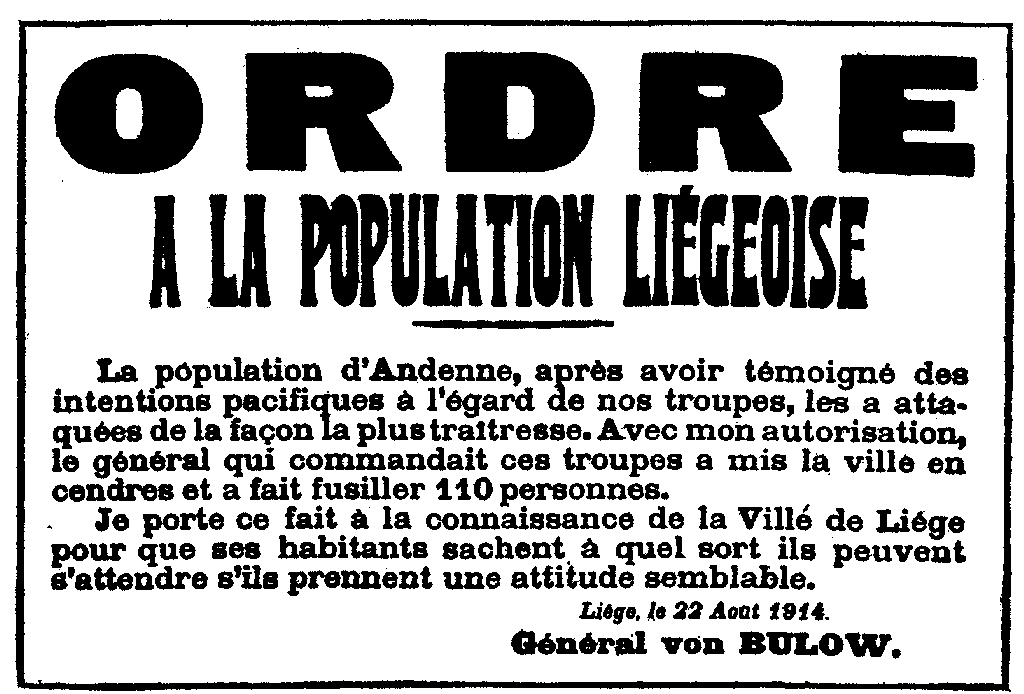 ORDRE
A LA POPULATION LIÉGEOISE
La population d'Andenne, après avoir témoigné des
intentions pacifiques à l'égard de nos troupes, les a atta-
quées de la façon la plus traîtresse. Avec mon autorisation,
le général qui commandait ces troupes a mis la ville en
cendres et a fait fusiller 110 personnes.
Je porte ce fait à la connaissance de la Villé de Liége
pour que ses habitants sachent à quel sort ils peuvent
s'attendre s'ils prennent une attitude semblable.
Liége, le 22 Aout 1914.
Général von BULOW.